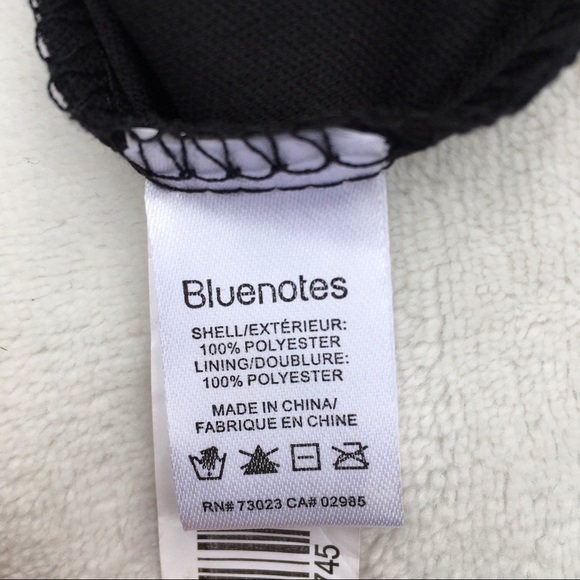 Bluenotes
SHELL/EXTÉRIEUR:
100% POLYESTER
LINING/DOUBLURE:
100% POLYESTER
MADE IN CHINA/
FABRIQUE EN CHINE
RN# 73023 CA# 02985
745